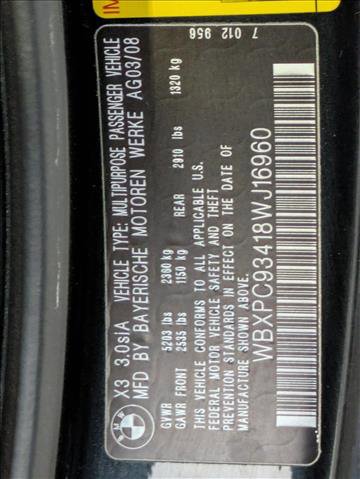 X3 3.0siA VEHICLE TYPE: MULTIPURPOSE PASSENGER VEHICLE
MFD BY BAYERISCHE MOTOREN WERKE AG03/08
BMW
GVWR 5203 lbs 2360 kg
GAWR FRONT 2535 lbs 1150 kg REAR 2910 lbs 1320 kg
THIS VEHICLE CONFORMS TO ALL APPLICABLE U.S.
FEDERAL MOTOR VEHICLE SAFETY AND THEFT
PREVENTION STANDARDS IN EFFECT ON THE DATE OF
MANUFACTURE SHOWN ABOVE.
WBXPC93418WJ16960
7 012 956
IM